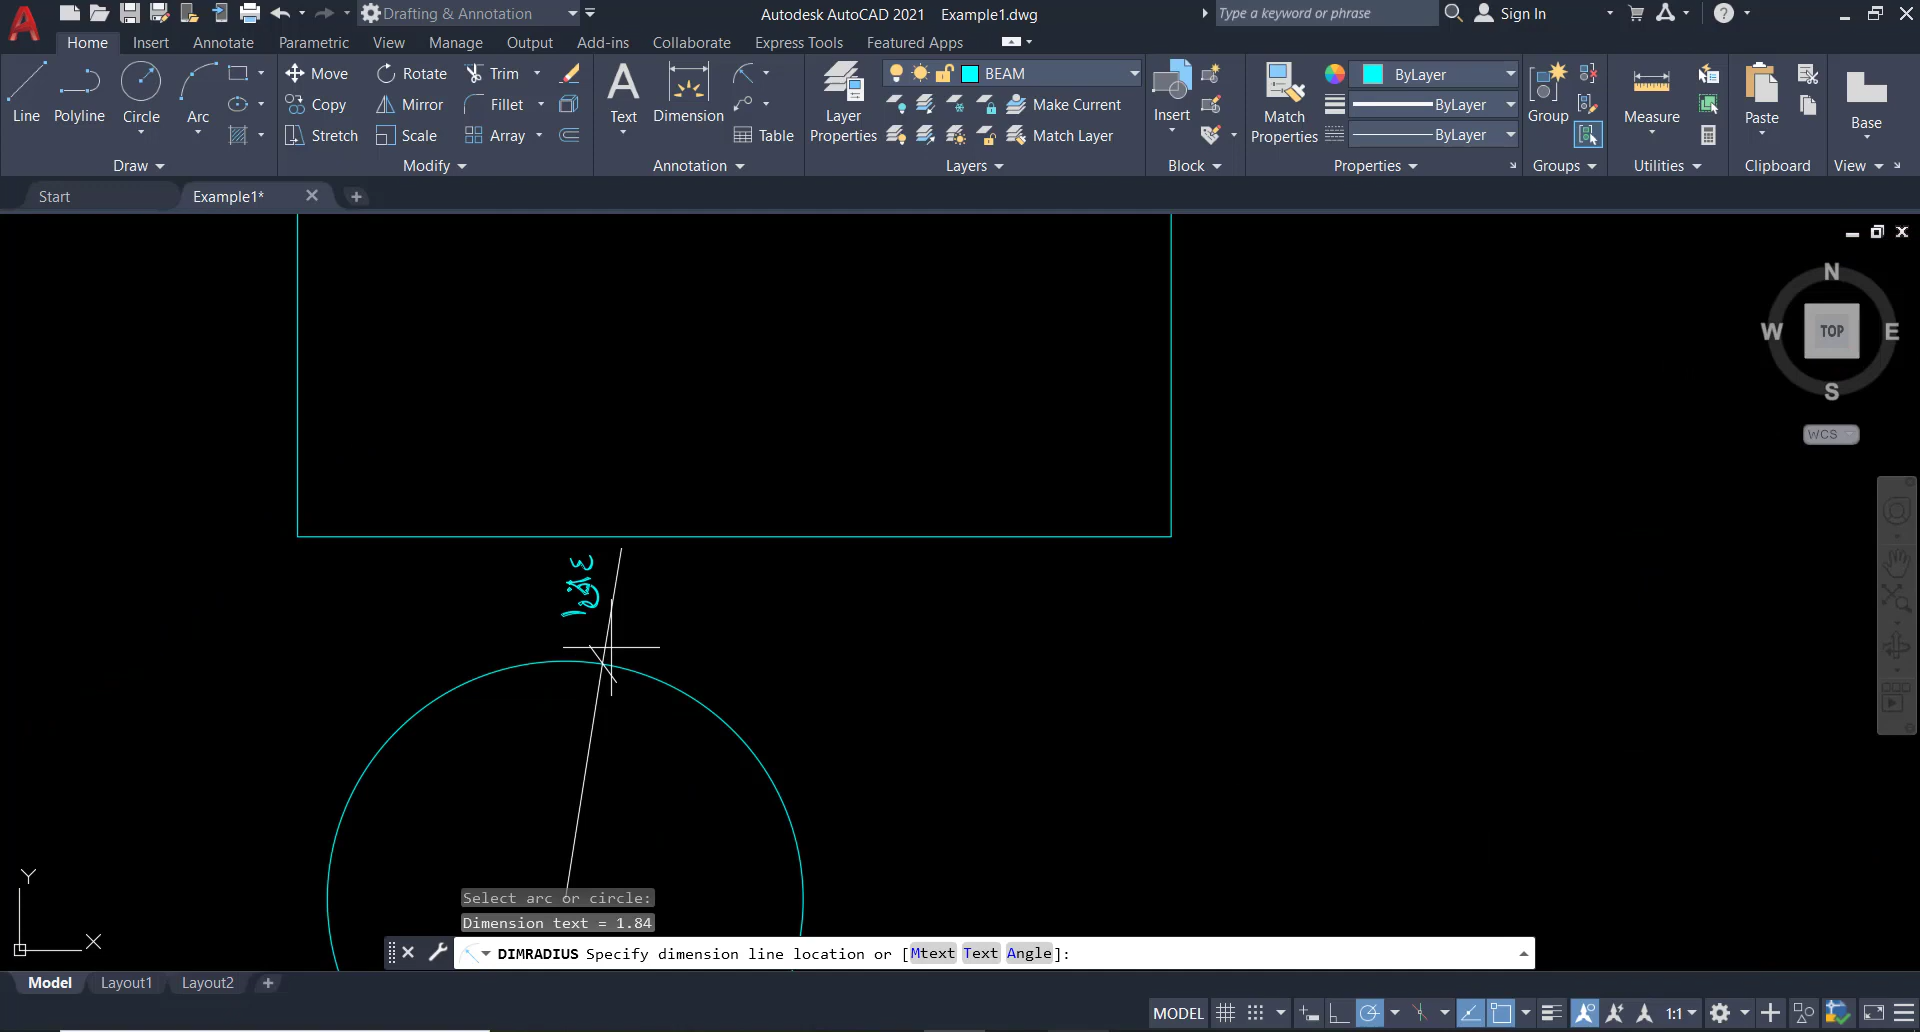 Drafting & Annotation
Autodesk AutoCAD 2021 Example1.dwg
Type a keyword or phrase
Sign In
Home Insert Annotate Parametric View Manage Output Add-ins Collaborate Express Tools Featured Apps
Line Polyline Circle Arc
Move Rotate Trim
Copy Mirror Fillet
Stretch Scale Array
Text Dimension Table
Layer Properties
BEAM
Make Current
Match Layer
Insert
Match Properties
ByLayer
ByLayer
ByLayer
Group
Measure
Paste
Base
Draw Modify Annotation Layers Block Properties Groups Utilities Clipboard View
Start Example1*
N
W TOP E
S
WCS
Y
X
Select arc or circle:
Dimension text = 1.84
DIMRADIUS Specify dimension line location or [Mtext Text Angle]:
Model Layout1 Layout2
MODEL 1:1